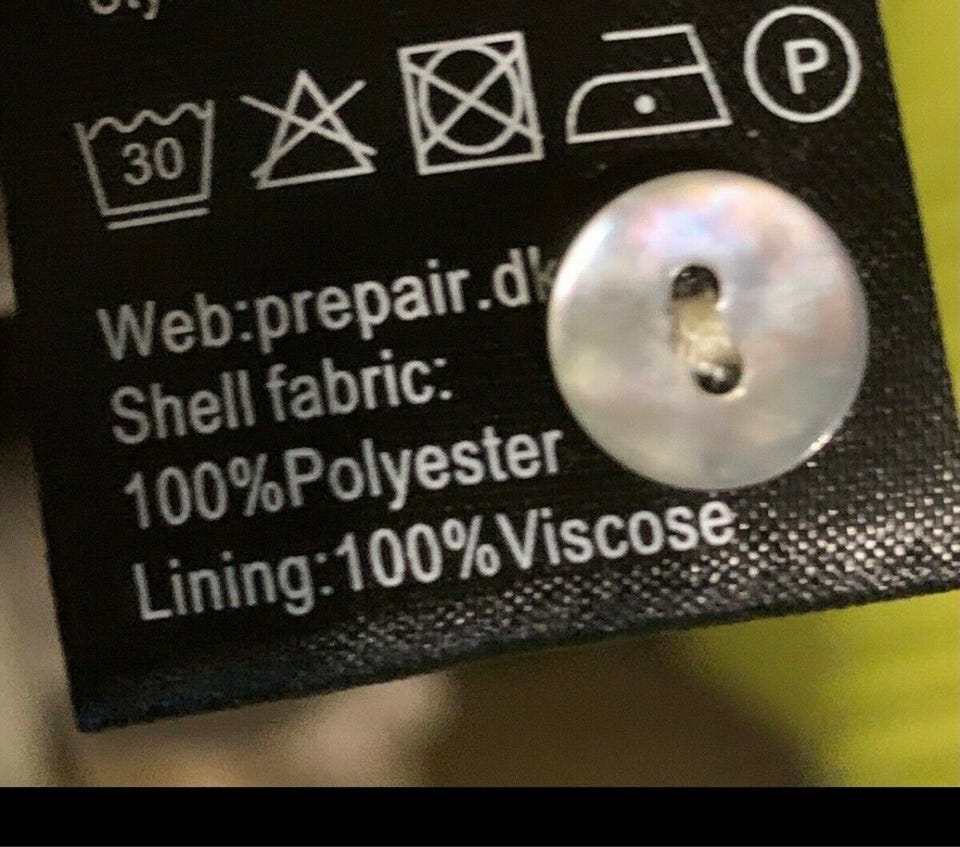 30 P
Web:prepair.dk
Shell fabric:
100%Polyester
Lining:100%Viscose